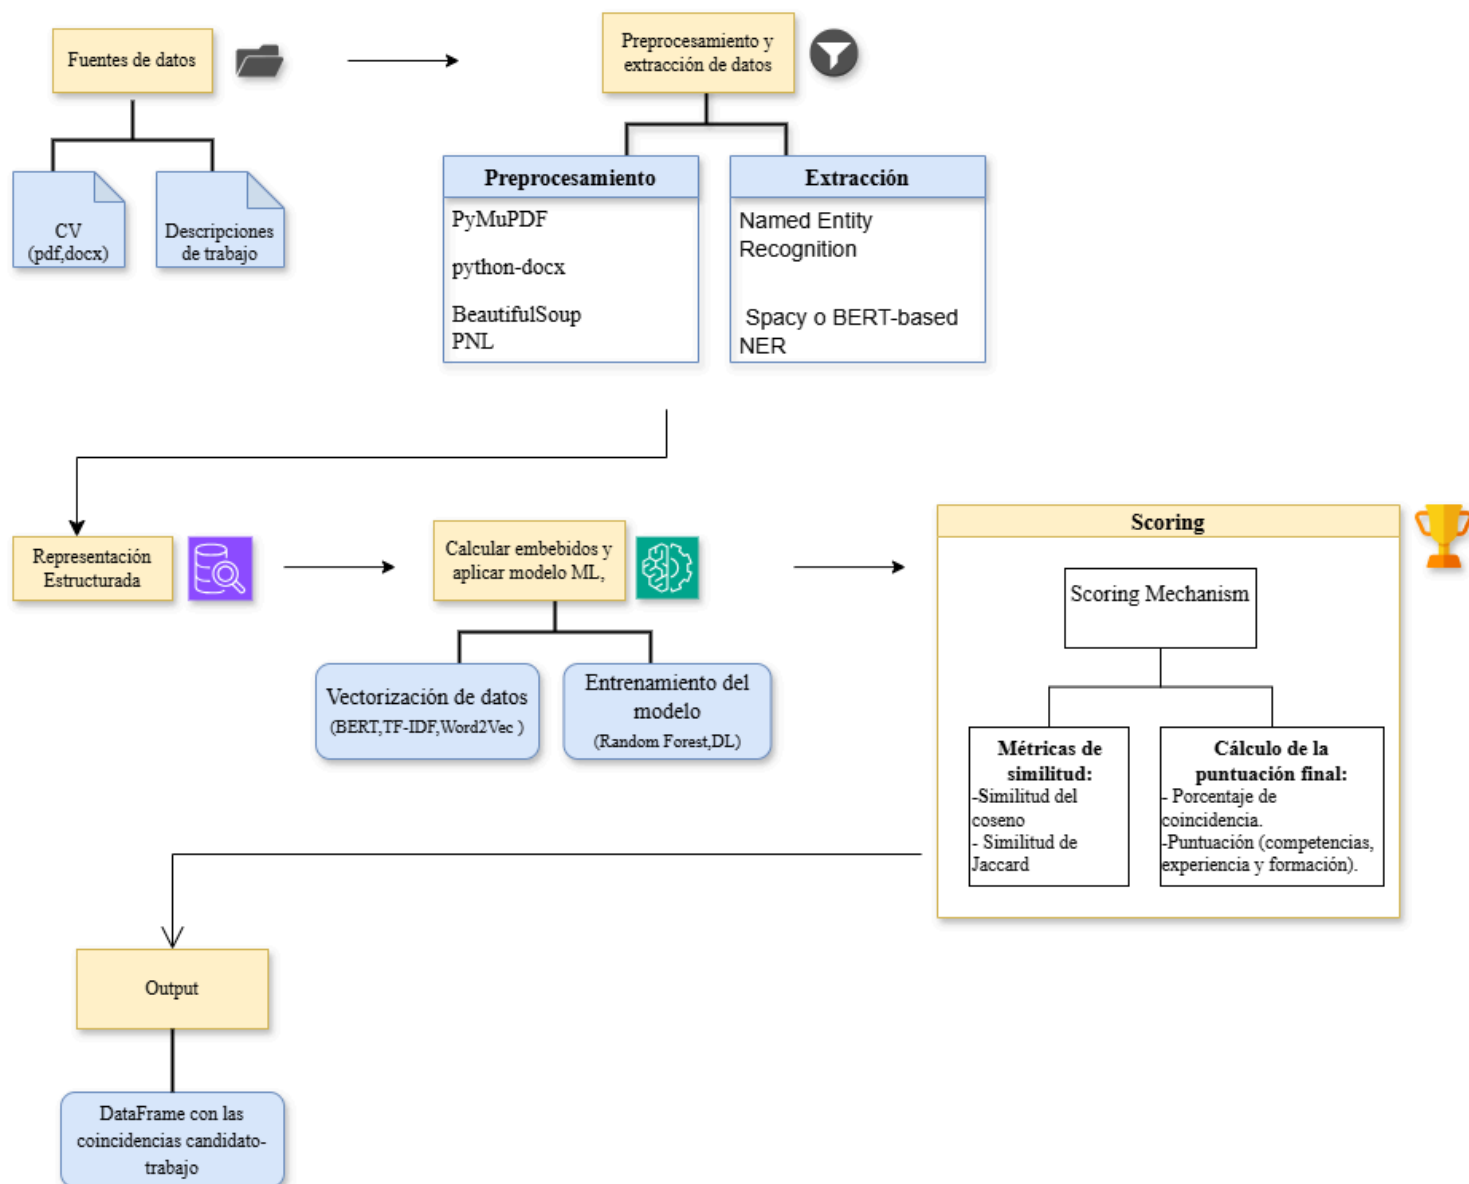 Fuentes de datos
CV
(pdf,docx)
Descripciones
de trabajo
Preprocesamiento y
extracción de datos
Preprocesamiento
PyMuPDF
python-docx
BeautifulSoup
PNL
Extracción
Named Entity
Recognition
Spacy o BERT-based
NER
Representación
Estructurada
Calcular embebidos y
aplicar modelo ML,
Vectorización de datos
(BERT,TF-IDF,Word2Vec )
Entrenamiento del
modelo
(Random Forest,DL)
Scoring
Scoring Mechanism
Métricas de
similitud:
-Similitud del
coseno
- Similitud de
Jaccard
Cálculo de la
puntuación final:
- Porcentaje de
coincidencia.
-Puntuación (competencias,
experiencia y formación).
Output
DataFrame con las
coincidencias candidato-
trabajo